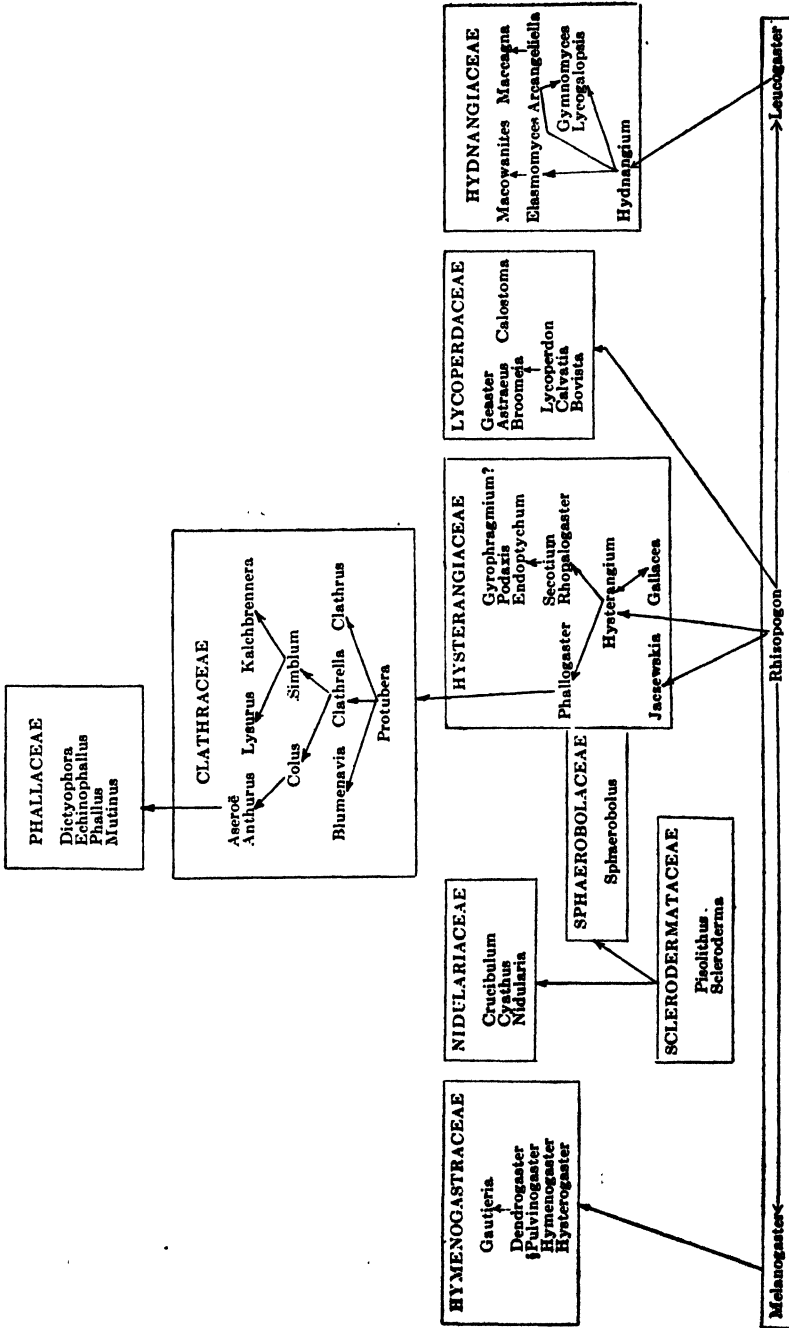 PHALLACEAE
Dictyophora
Echinophallus
Phallus
Mutinus
CLATHRACEAE
Aseroë
Anthurus Lysurus Kalchbrennera
Colus Simblum
Blumenavia Clathrella Clathrus
Protubera
HYMENOGASTRACEAE
Gautieria
Dendrogaster
§Pulvinogaster
Hymenogaster
Hysterogaster
NIDULARIACEAE
Crucibulum
Cyathus
Nidularia
SPHAEROBOLACEAE
Sphaerobolus
SCLERODERMATACEAE
Pisolithus.
Scleroderma
HYSTERANGIACEAE
Gyrophragmium?
Podaxis
Endoptychum
Phallogaster Secotium
Rhopalogaster
Hysterangium
Jaczewskia Gallacea
LYCOPERDACEAE
Geaster
Astraeus Calostoma
Broomeia
Lycoperdon
Calvatia
Bovista
HYDNANGIACEAE
Macowanites Maccagna
Elasmomyces Arcangeliella
Gymnomyces
Lycogalopsis
Hydnangium
Melanogaster Rhizopogon Leucogaster